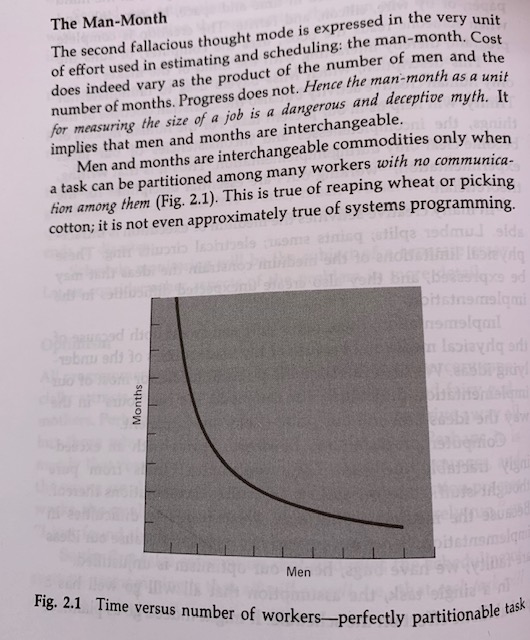 The Man-Month
The second fallacious thought mode is expressed in the very unit
of effort used in estimating and scheduling: the man-month. Cost
does indeed vary as the product of the number of men and the
number of months. Progress does not. Hence the man-month as a unit
for measuring the size of a job is a dangerous and deceptive myth. It
implies that men and months are interchangeable.
Men and months are interchangeable commodities only when
a task can be partitioned among many workers with no communica-
tion among them (Fig. 2.1). This is true of reaping wheat or picking
cotton; it is not even approximately true of systems programming.
Months
Men
Fig. 2.1 Time versus number of workers—perfectly partitionable task